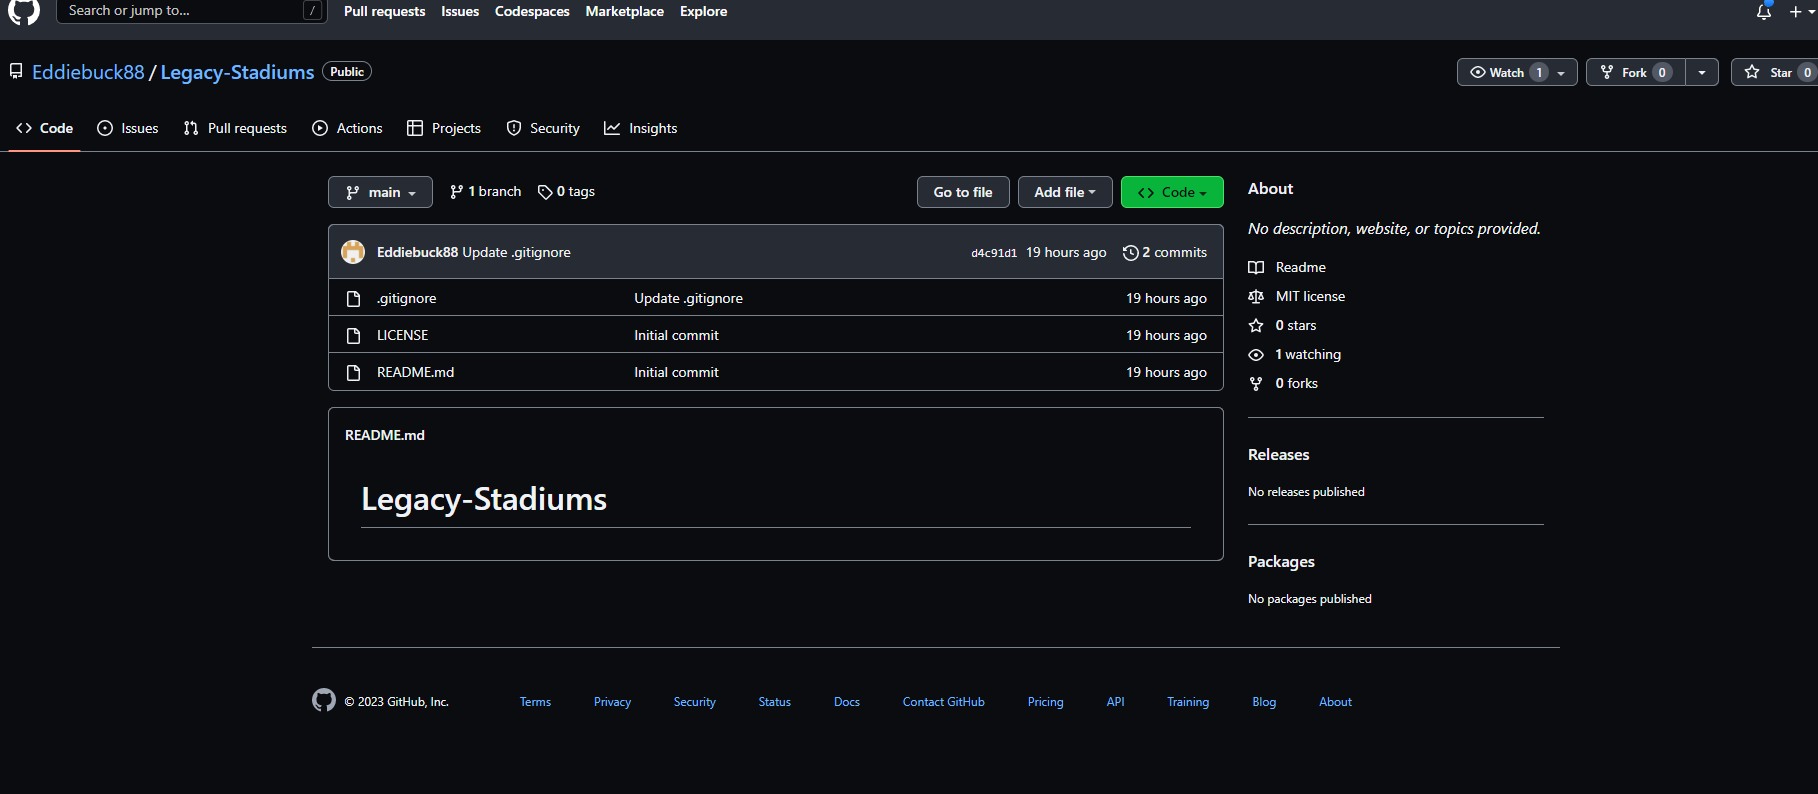 Search or jump to... /
Pull requests Issues Codespaces Marketplace Explore
Eddiebuck88 / Legacy-Stadiums Public
Watch 1 Fork 0 Star 0
Code Issues Pull requests Actions Projects Security Insights
main 1 branch 0 tags
Go to file Add file Code
Eddiebuck88 Update .gitignore d4c91d1 19 hours ago 2 commits
.gitignore Update .gitignore 19 hours ago
LICENSE Initial commit 19 hours ago
README.md Initial commit 19 hours ago
README.md
Legacy-Stadiums
About
No description, website, or topics provided.
Readme
MIT license
0 stars
1 watching
0 forks
Releases
No releases published
Packages
No packages published
© 2023 GitHub, Inc. Terms Privacy Security Status Docs Contact GitHub Pricing API Training Blog About